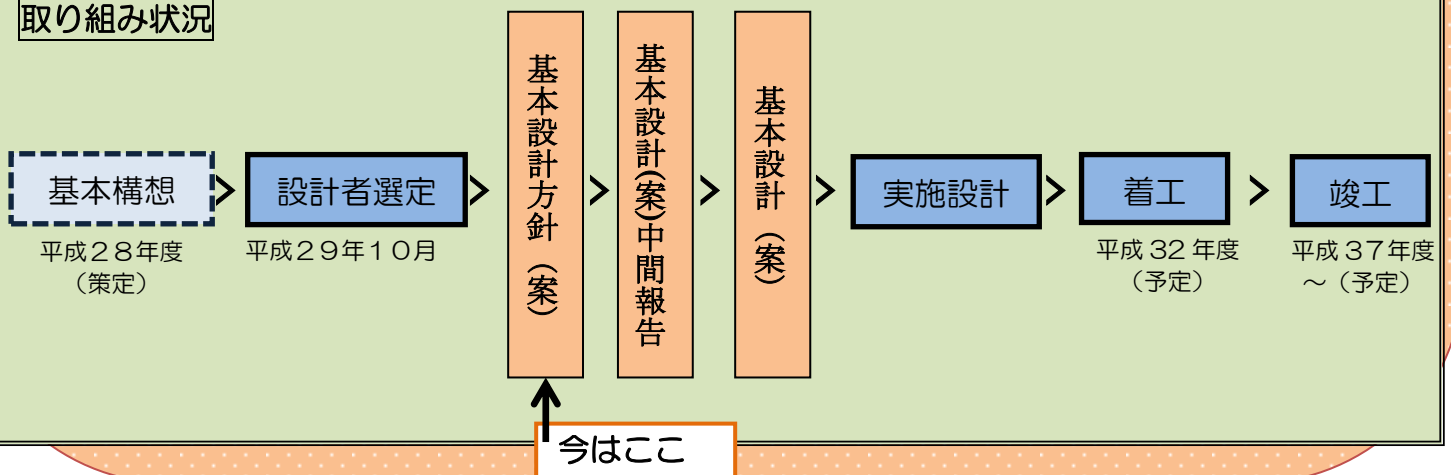 取り組み状況
基本構想
平成２８年度
（策定）
設計者選定
平成２９年１０月
基本設計方針（案）
基本設計(案)中間報告
基本設計（案）
実施設計
着工
平成 32 年度
（予定）
竣工
平成 3７年度
～（予定）
今はここ